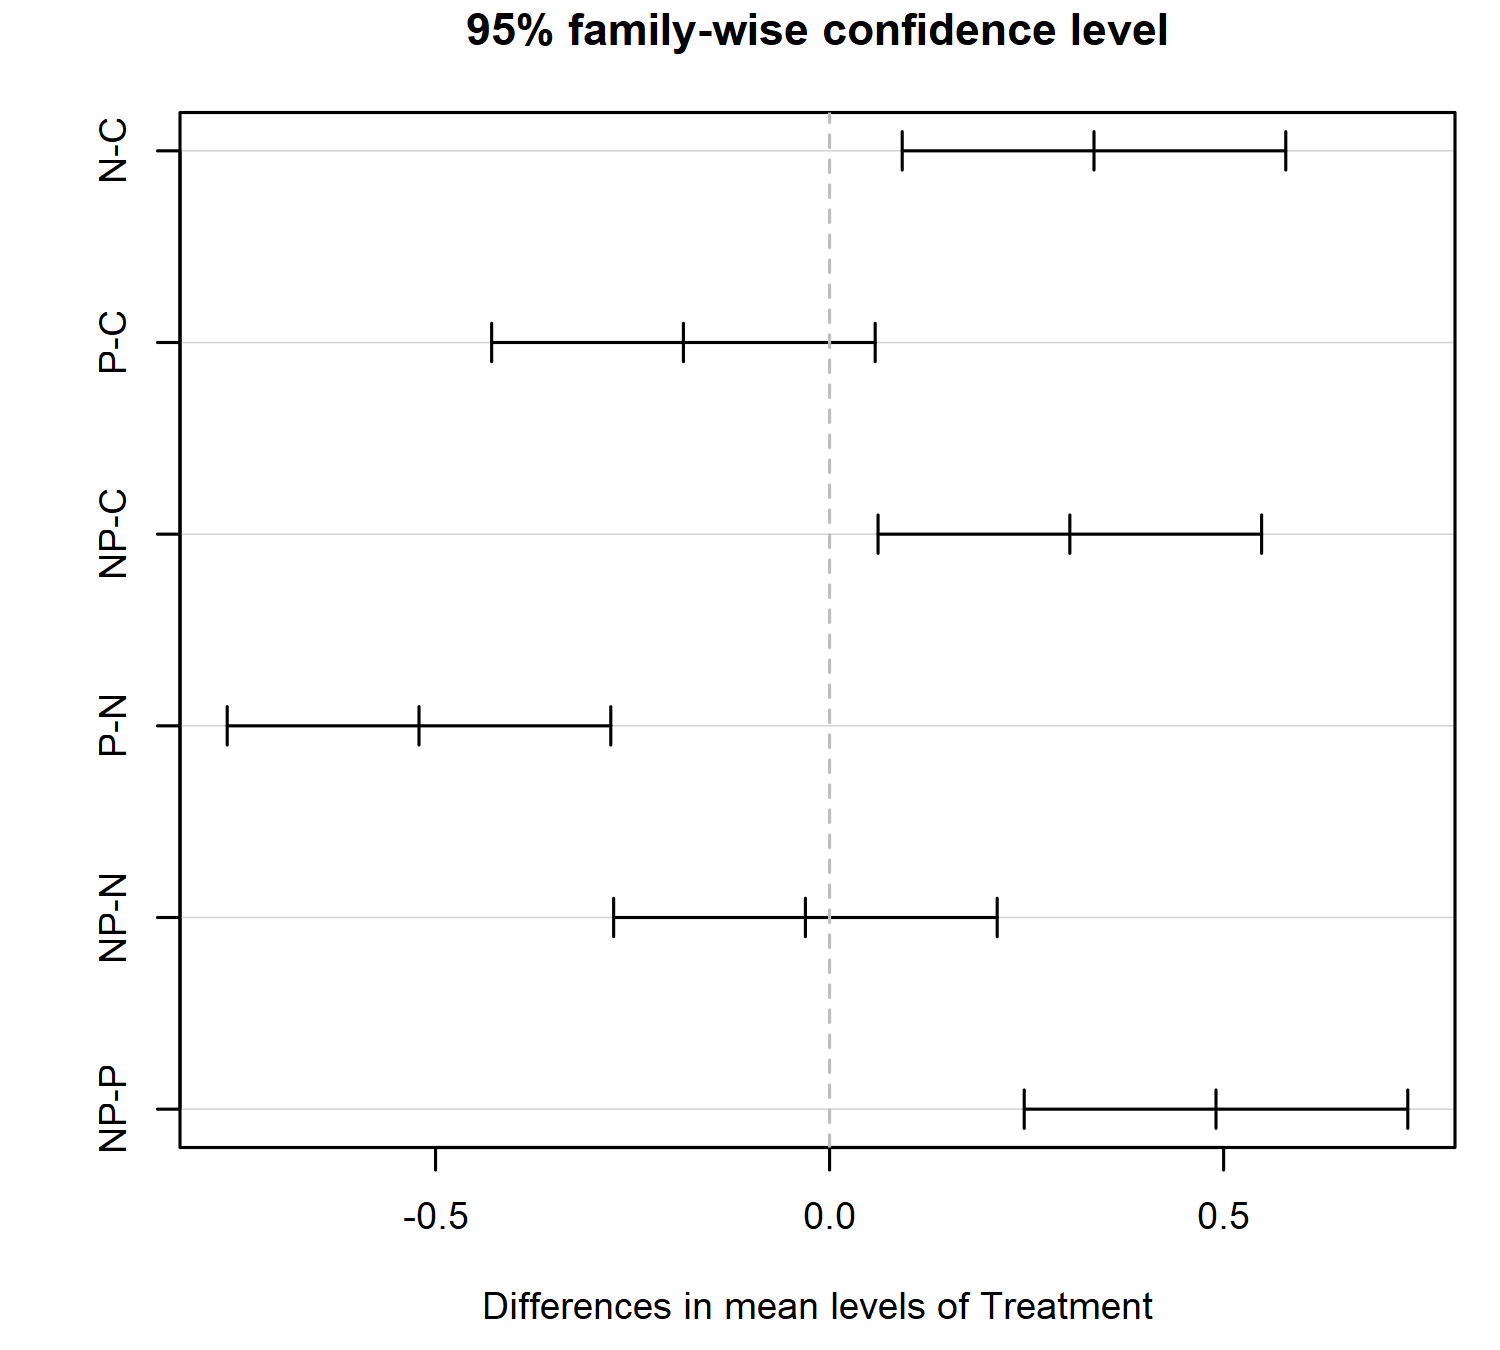 95% family-wise confidence level
N-C
P-C
NP-C
P-N
NP-N
NP-P
-0.5 0.0 0.5
Differences in mean levels of Treatment